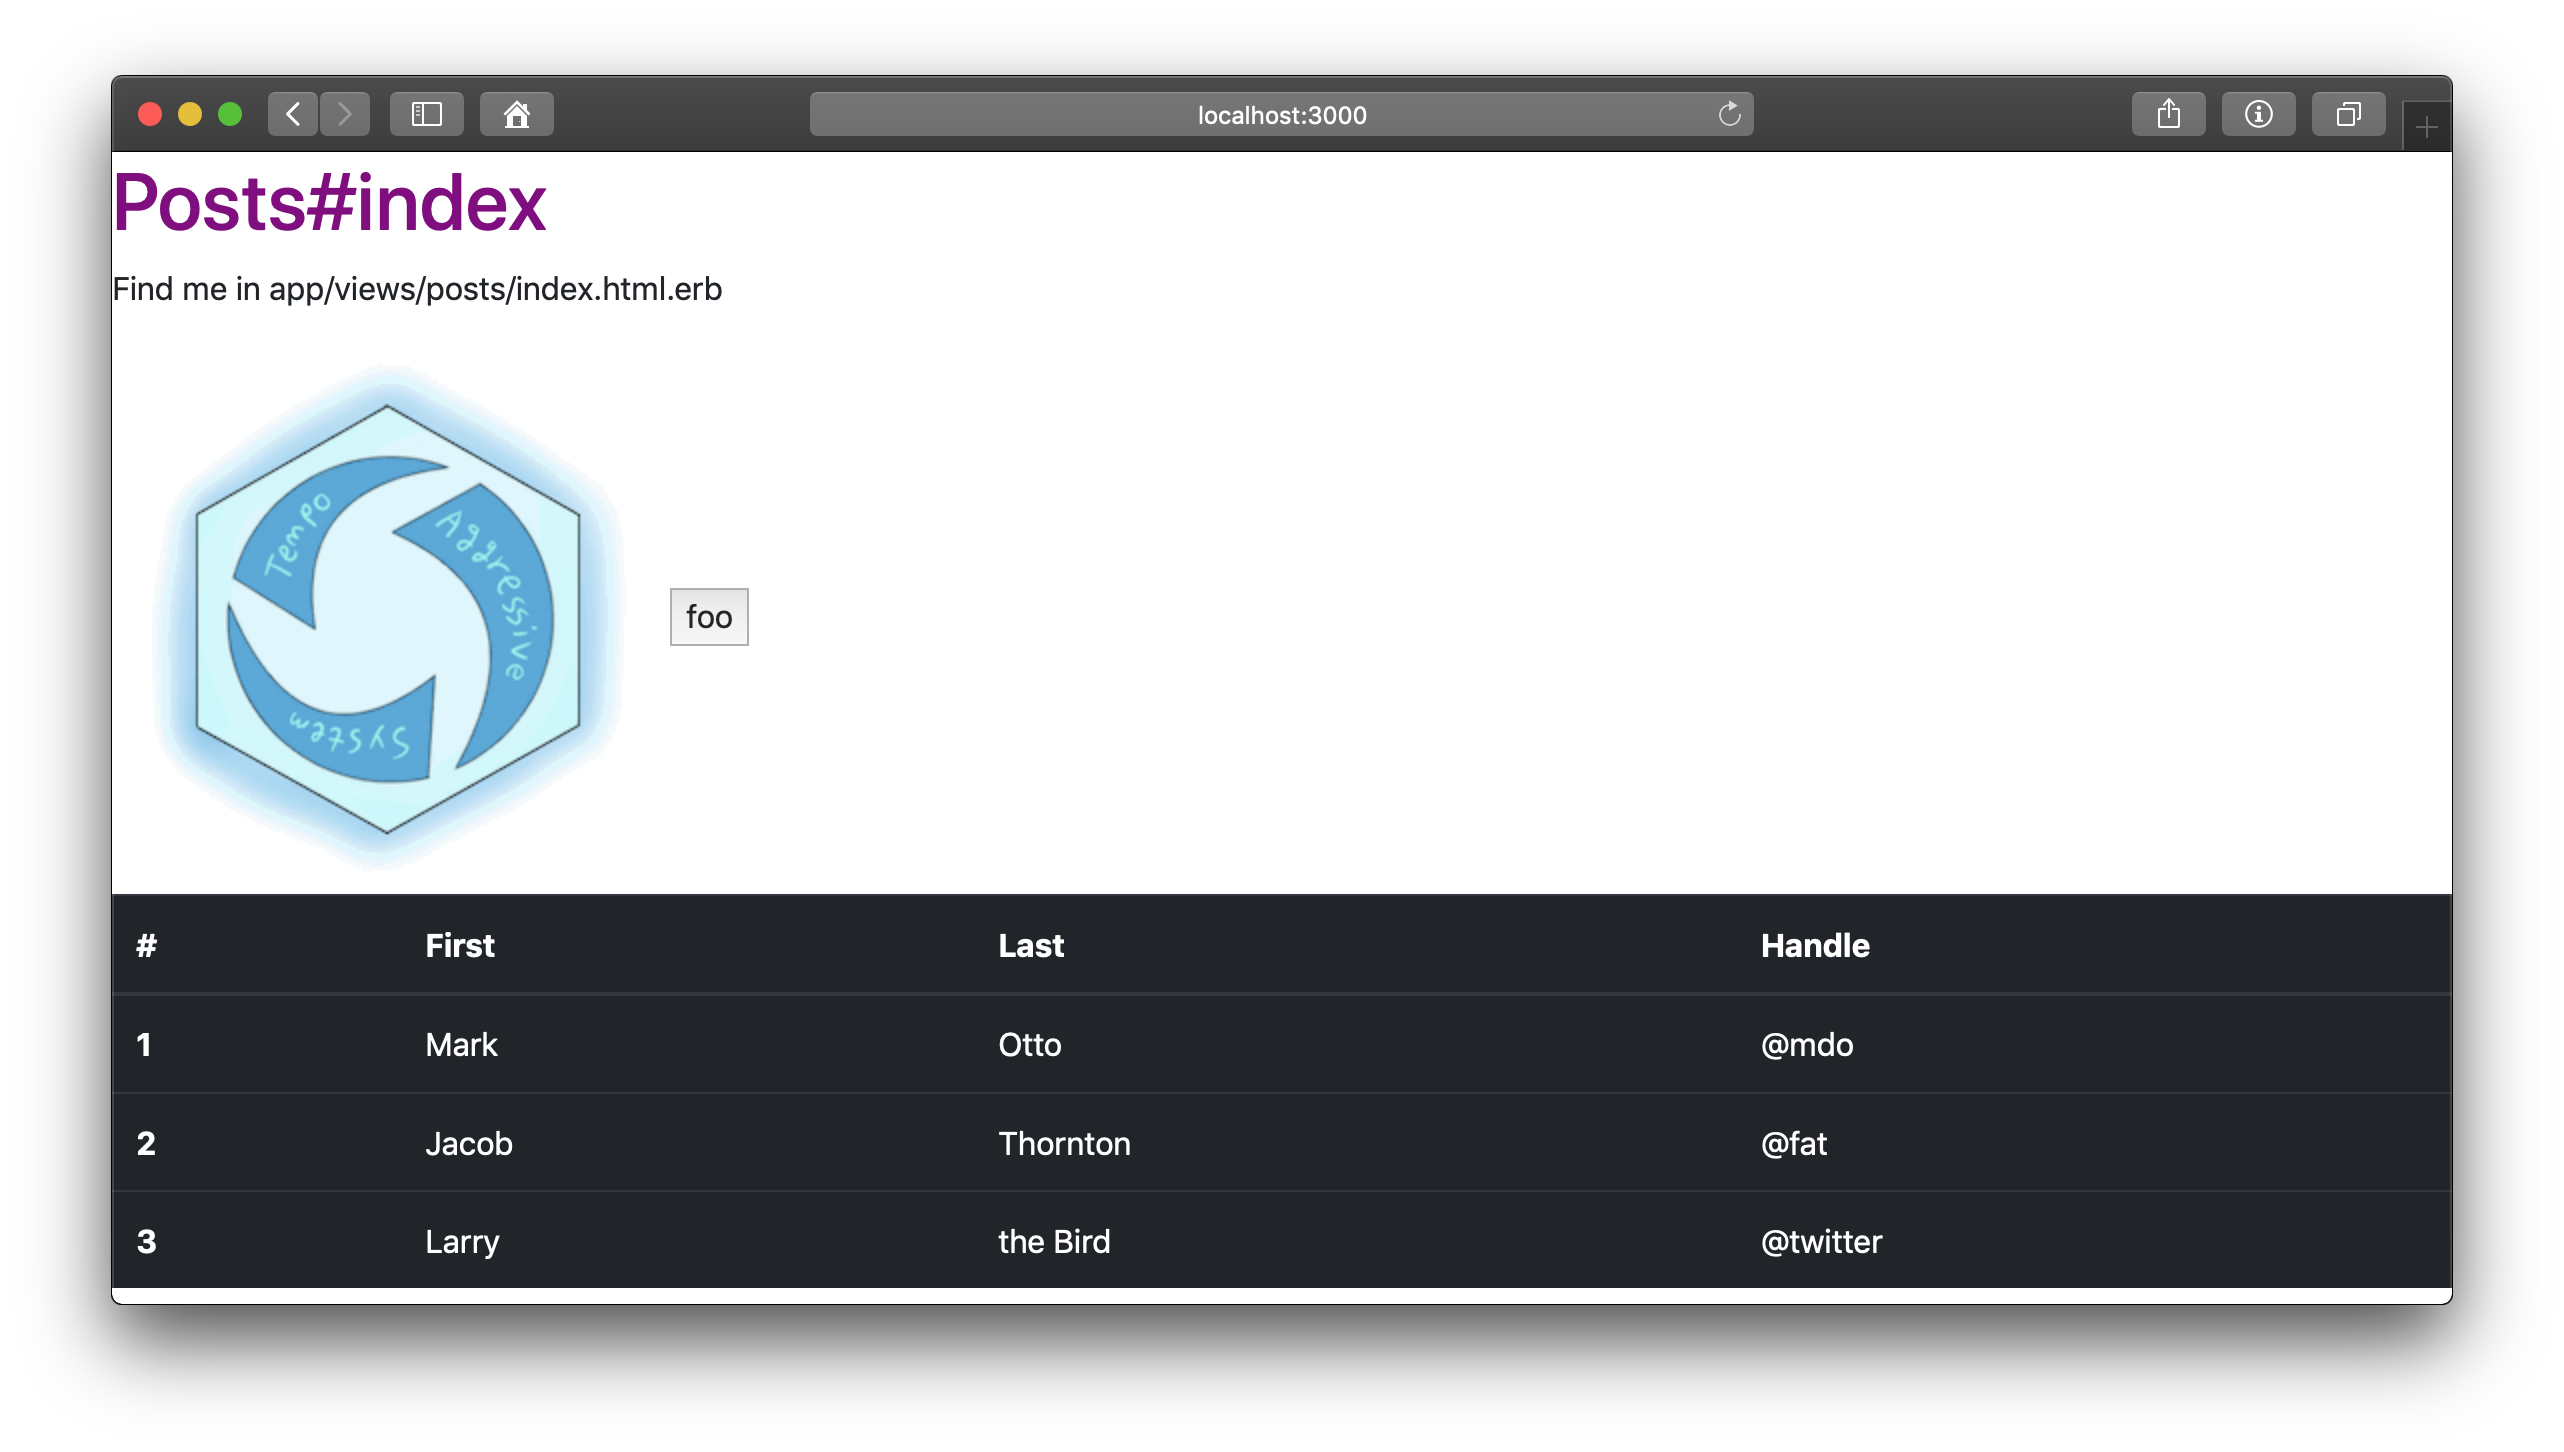 localhost:3000
Posts#index
Find me in app/views/posts/index.html.erb
Tempo
Aggressive
System
foo
# First Last Handle
1 Mark Otto @mdo
2 Jacob Thornton @fat
3 Larry the Bird @twitter